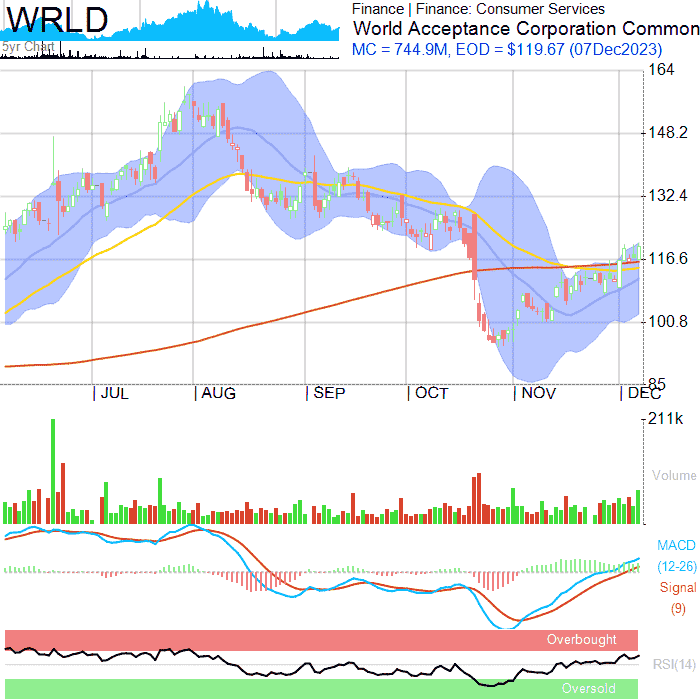 WRLD
5yr Chart
Finance | Finance: Consumer Services
World Acceptance Corporation Common
MC = 744.9M, EOD = $119.67 (07Dec2023)
164
148.2
132.4
116.6
100.8
85
JUL
AUG
SEP
OCT
NOV
DEC
211k
Volume
MACD
(12-26)
Signal
(9)
Overbought
RSI(14)
Oversold